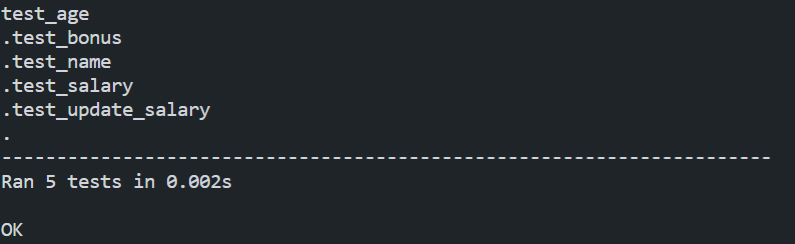 test_age
.test_bonus
.test_name
.test_salary
.test_update_salary
.
----------------------------------------------------------------------
Ran 5 tests in 0.002s

OK